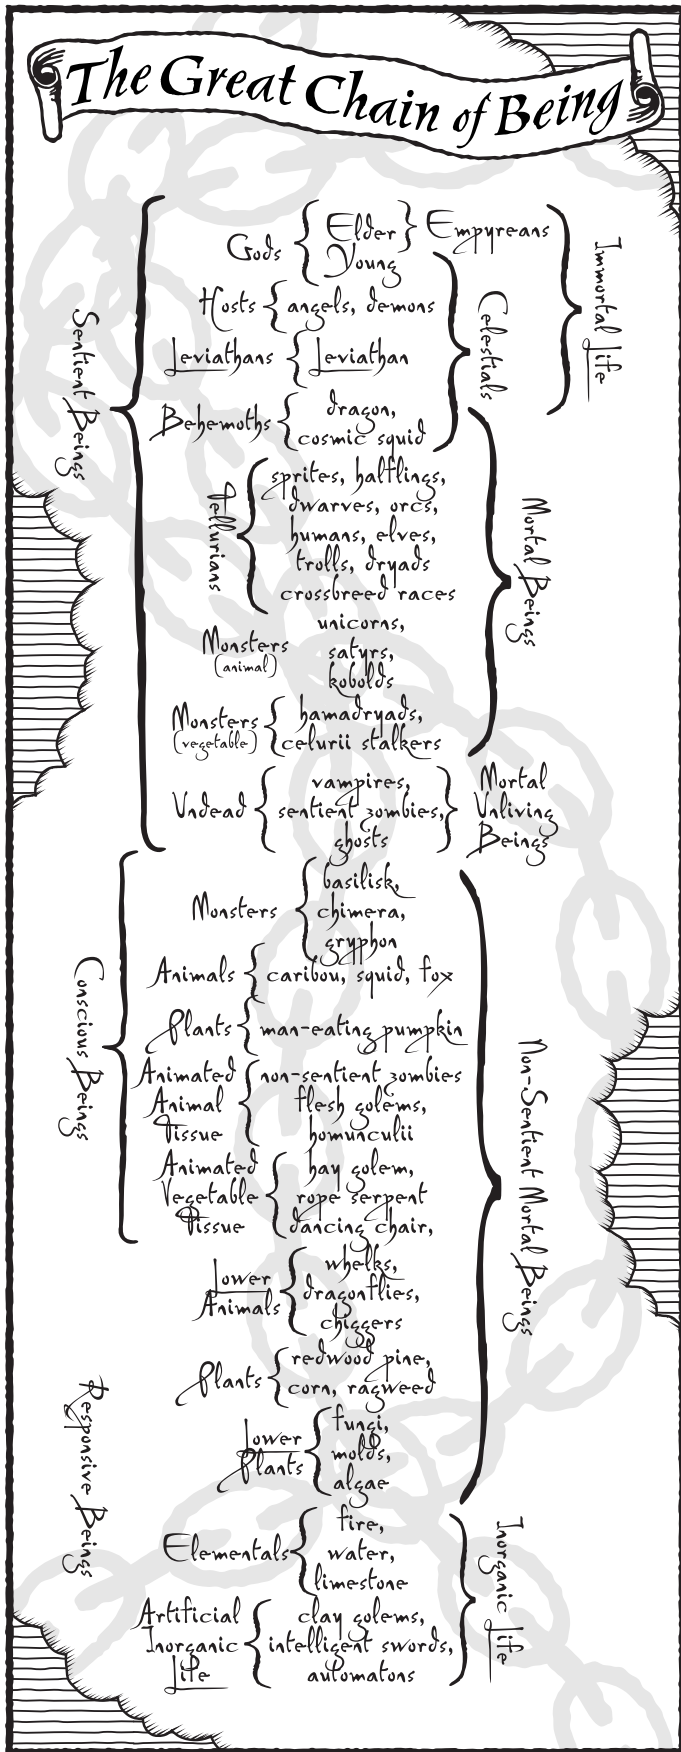 The Great Chain of Being
Immortal Life
Gods
Elder
Young
Empyreans
Hosts
angels, demons
Celestials
Leviathans
Leviathan
Behemoths
dragon,
cosmic squid
Sentient Beings
Tellurians
sprites, halflings,
dwarves, orcs,
humans, elves,
trolls, dryads
crossbreed races
Mortal Beings
Monsters
(animal)
unicorns,
satyrs,
kobolds
Monsters
(vegetable)
hamadryads,
celurii stalkers
Undead
vampires,
sentient zombies,
ghosts
Mortal
Unliving
Beings
Monsters
basilisk,
chimera,
gryphon
Animals
caribou, squid, fox
Plants
man-eating pumpkin
Conscious Beings
Non-Sentient Mortal Beings
Animated
Animal
Tissue
non-sentient zombies
flesh golems,
homunculii
Animated
Vegetable
Tissue
hay golem,
rope serpent
dancing chair,
Lower
Animals
whelks,
dragonflies,
chiggers
Plants
redwood pine,
corn, ragweed
Responsive Beings
Lower
Plants
fungi,
molds,
algae
Elementals
fire,
water,
limestone
Inorganic Life
Artificial
Inorganic
Life
clay golems,
intelligent swords,
automatons